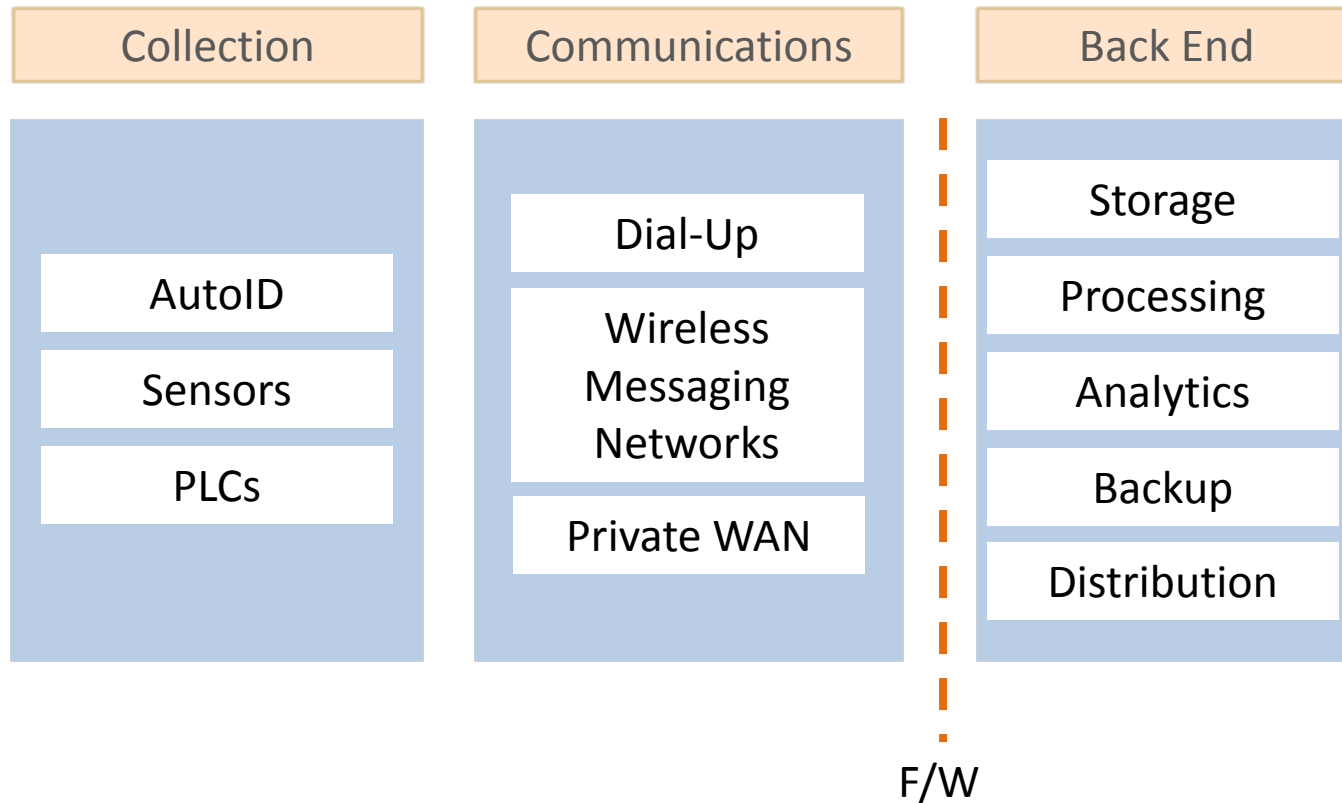 Collection
Communications
Back End
AutoID
Sensors
PLCs
Dial-Up
Wireless
Messaging
Networks
Private WAN
Storage
Processing
Analytics
Backup
Distribution
F/W